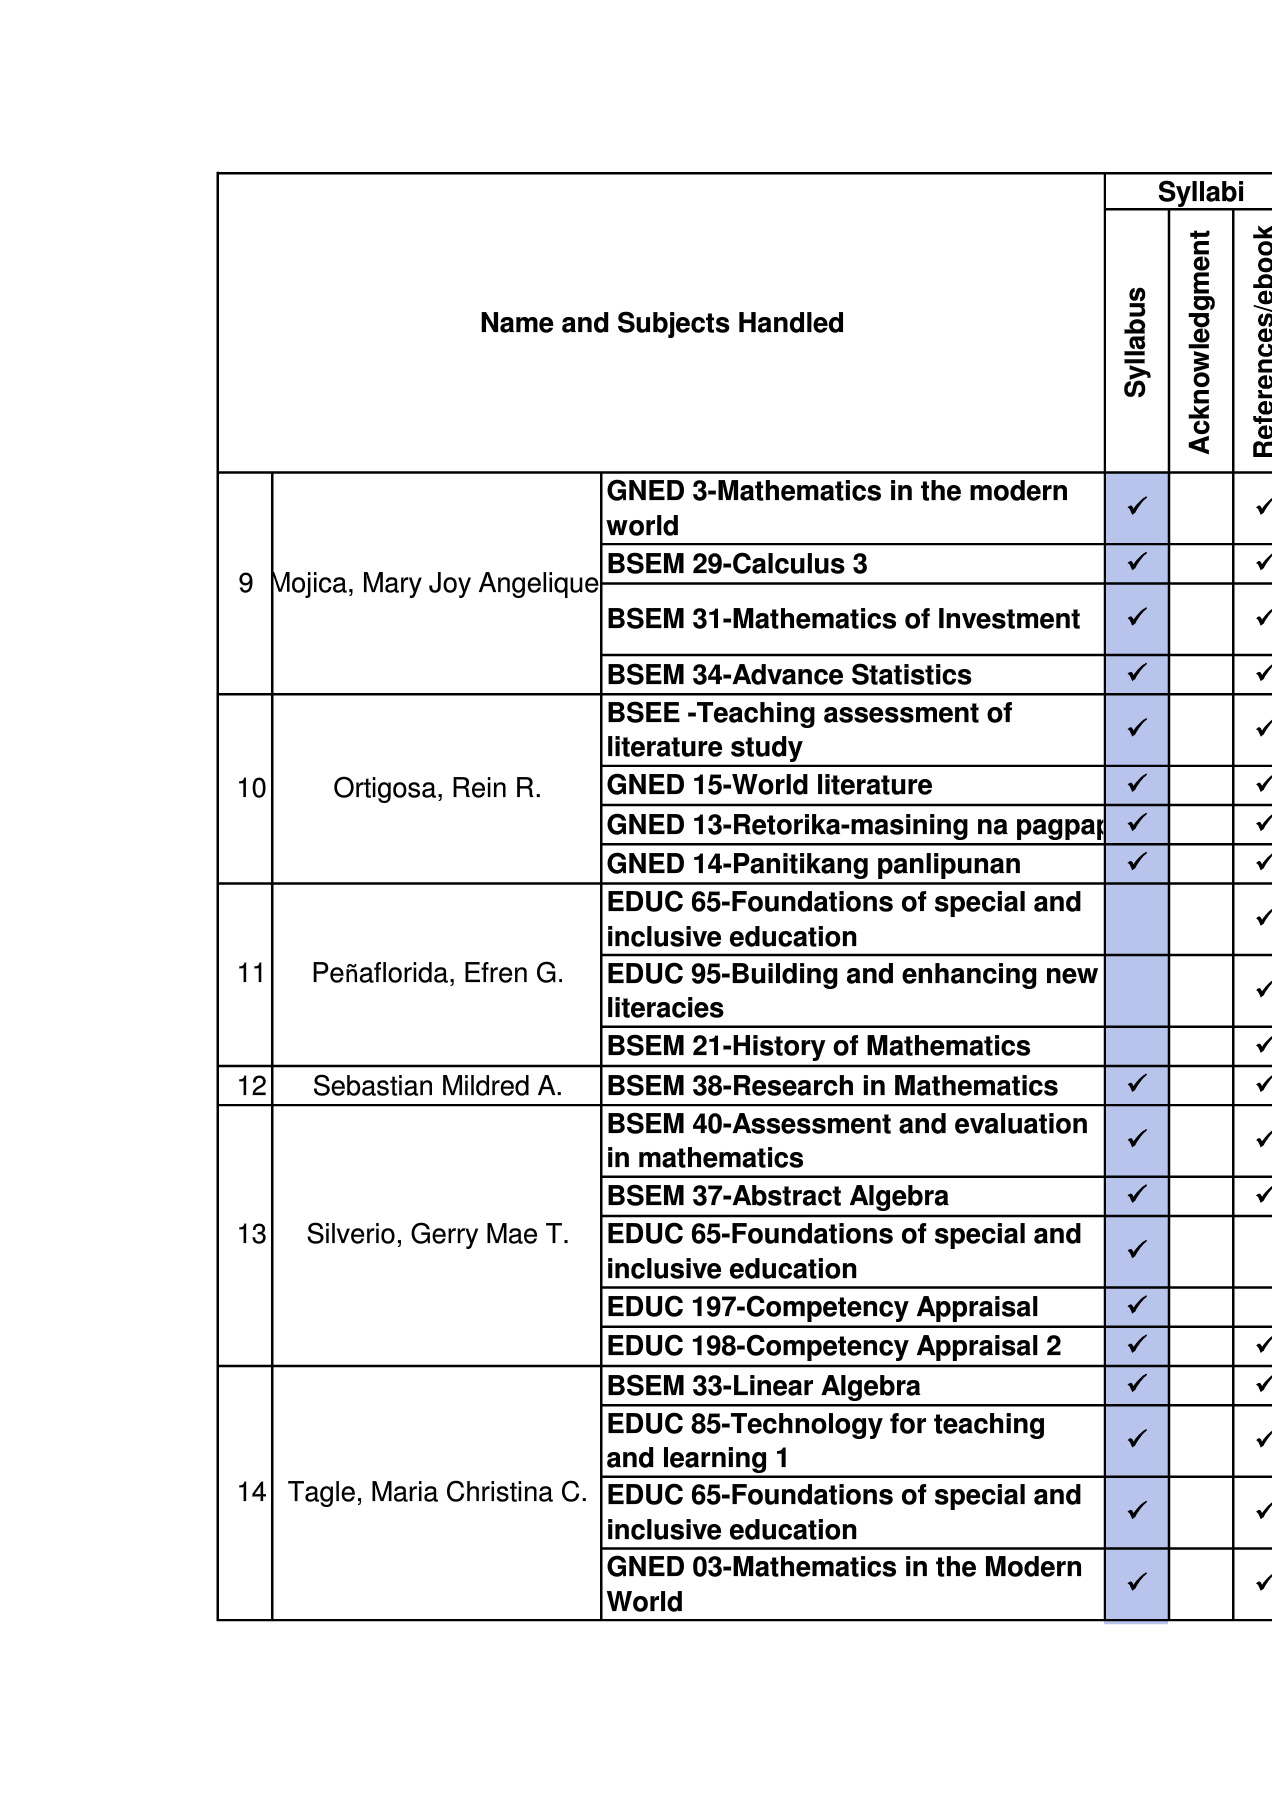 Syllabi
Name and Subjects Handled
Syllabus
Acknowledgment
References/ebook
GNED 3-Mathematics in the modern
world
✓ ✓
BSEM 29-Calculus 3 ✓ ✓
9 Mojica, Mary Joy Angelique
BSEM 31-Mathematics of Investment ✓ ✓
BSEM 34-Advance Statistics ✓ ✓
BSEE -Teaching assessment of
literature study
✓ ✓
GNED 15-World literature ✓ ✓
10 Ortigosa, Rein R.
GNED 13-Retorika-masining na ✓ ✓
GNED 14-Panitikang panlipunan ✓ ✓
EDUC 65-Foundations of special and
inclusive education
✓
11 Peñaflorida, Efren G.
EDUC 95-Building and enhancing new
literacies
✓
BSEM 21-History of Mathematics ✓
12 Sebastian Mildred A. BSEM 38-Research in Mathematics ✓ ✓
BSEM 40-Assessment and evaluation
in mathematics
✓ ✓
BSEM 37-Abstract Algebra ✓ ✓
13 Silverio, Gerry Mae T.
EDUC 65-Foundations of special and
inclusive education
✓
EDUC 197-Competency Appraisal ✓
EDUC 198-Competency Appraisal 2 ✓ ✓
BSEM 33-Linear Algebra ✓ ✓
EDUC 85-Technology for teaching
and learning 1
✓ ✓
14 Tagle, Maria Christina C.
EDUC 65-Foundations of special and
inclusive education
✓ ✓
GNED 03-Mathematics in the Modern
World
✓ ✓